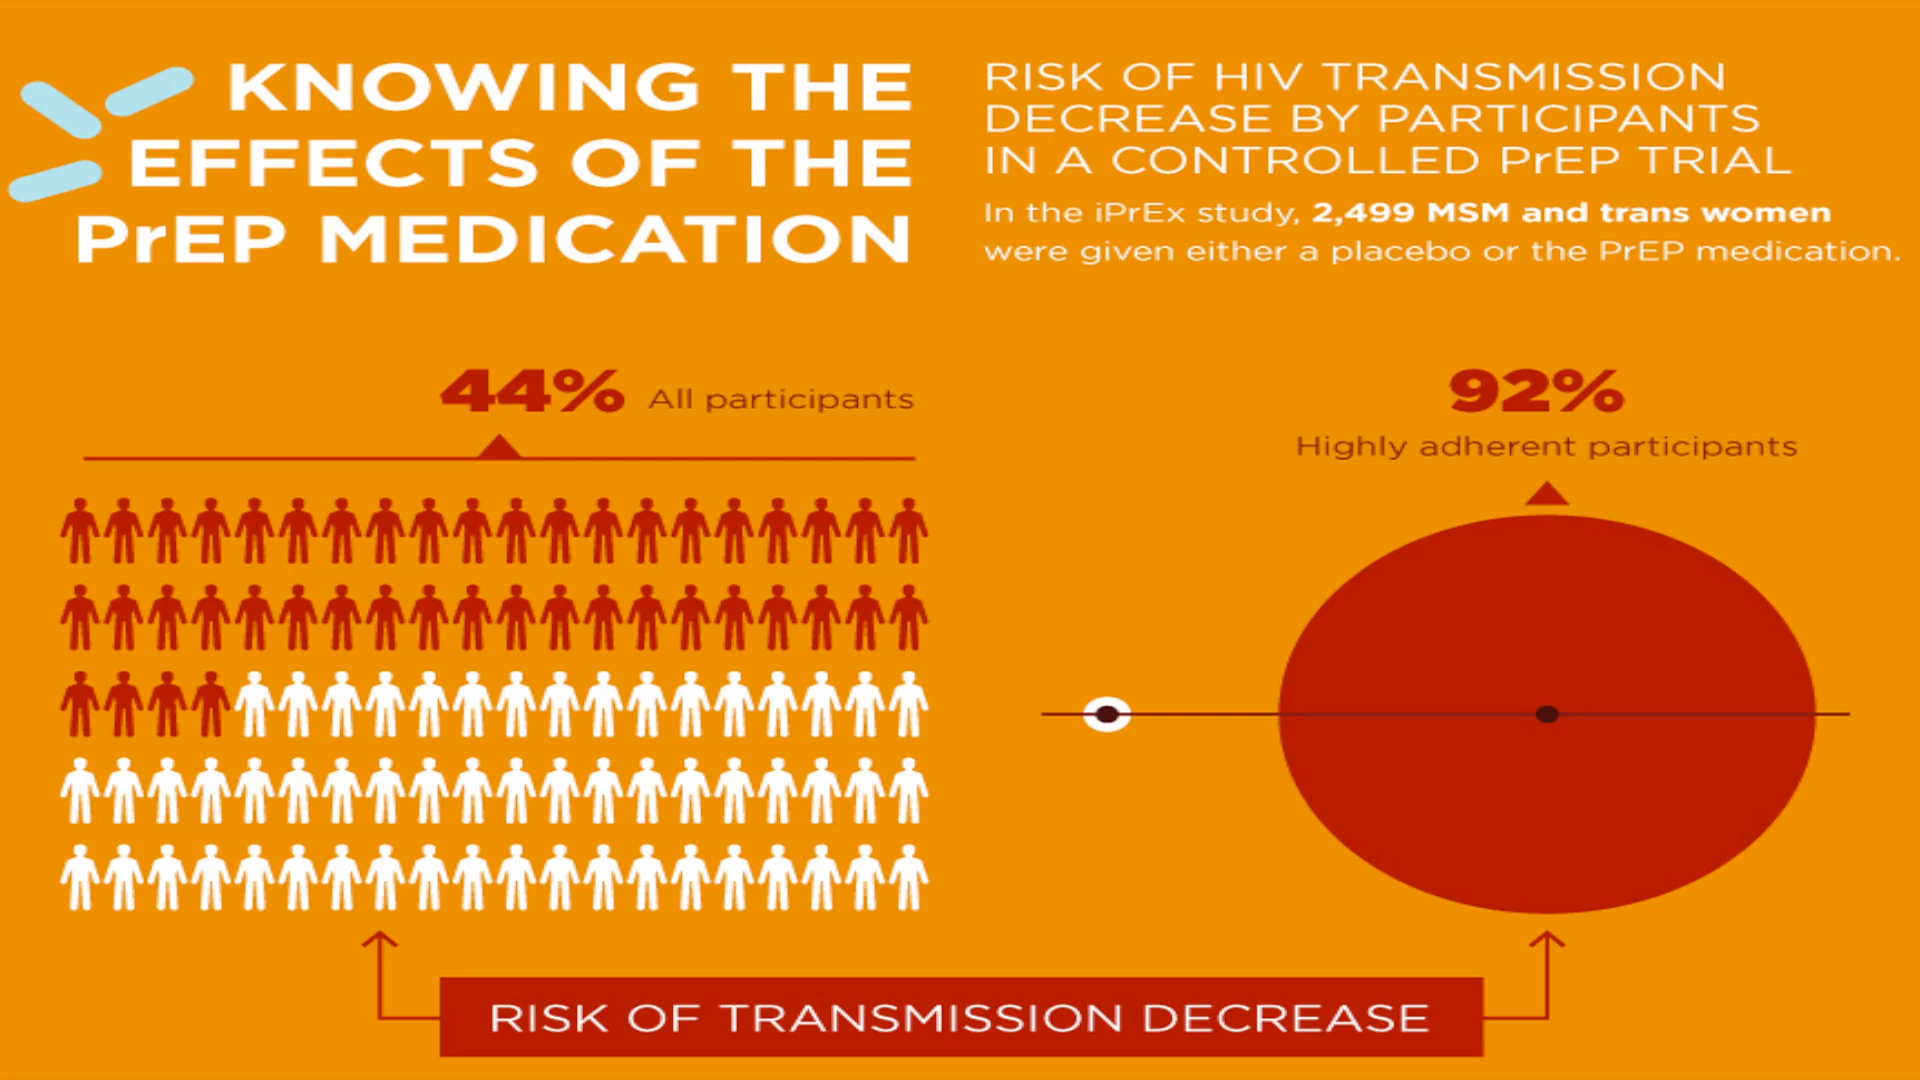 KNOWING THE
EFFECTS OF THE
PrEP MEDICATION
RISK OF HIV TRANSMISSION
DECREASE BY PARTICIPANTS
IN A CONTROLLED PrEP TRIAL
In the iPrEx study, 2,499 MSM and trans women
were given either a placebo or the PrEP medication.
44% All participants
92%
Highly adherent participants
RISK OF TRANSMISSION DECREASE